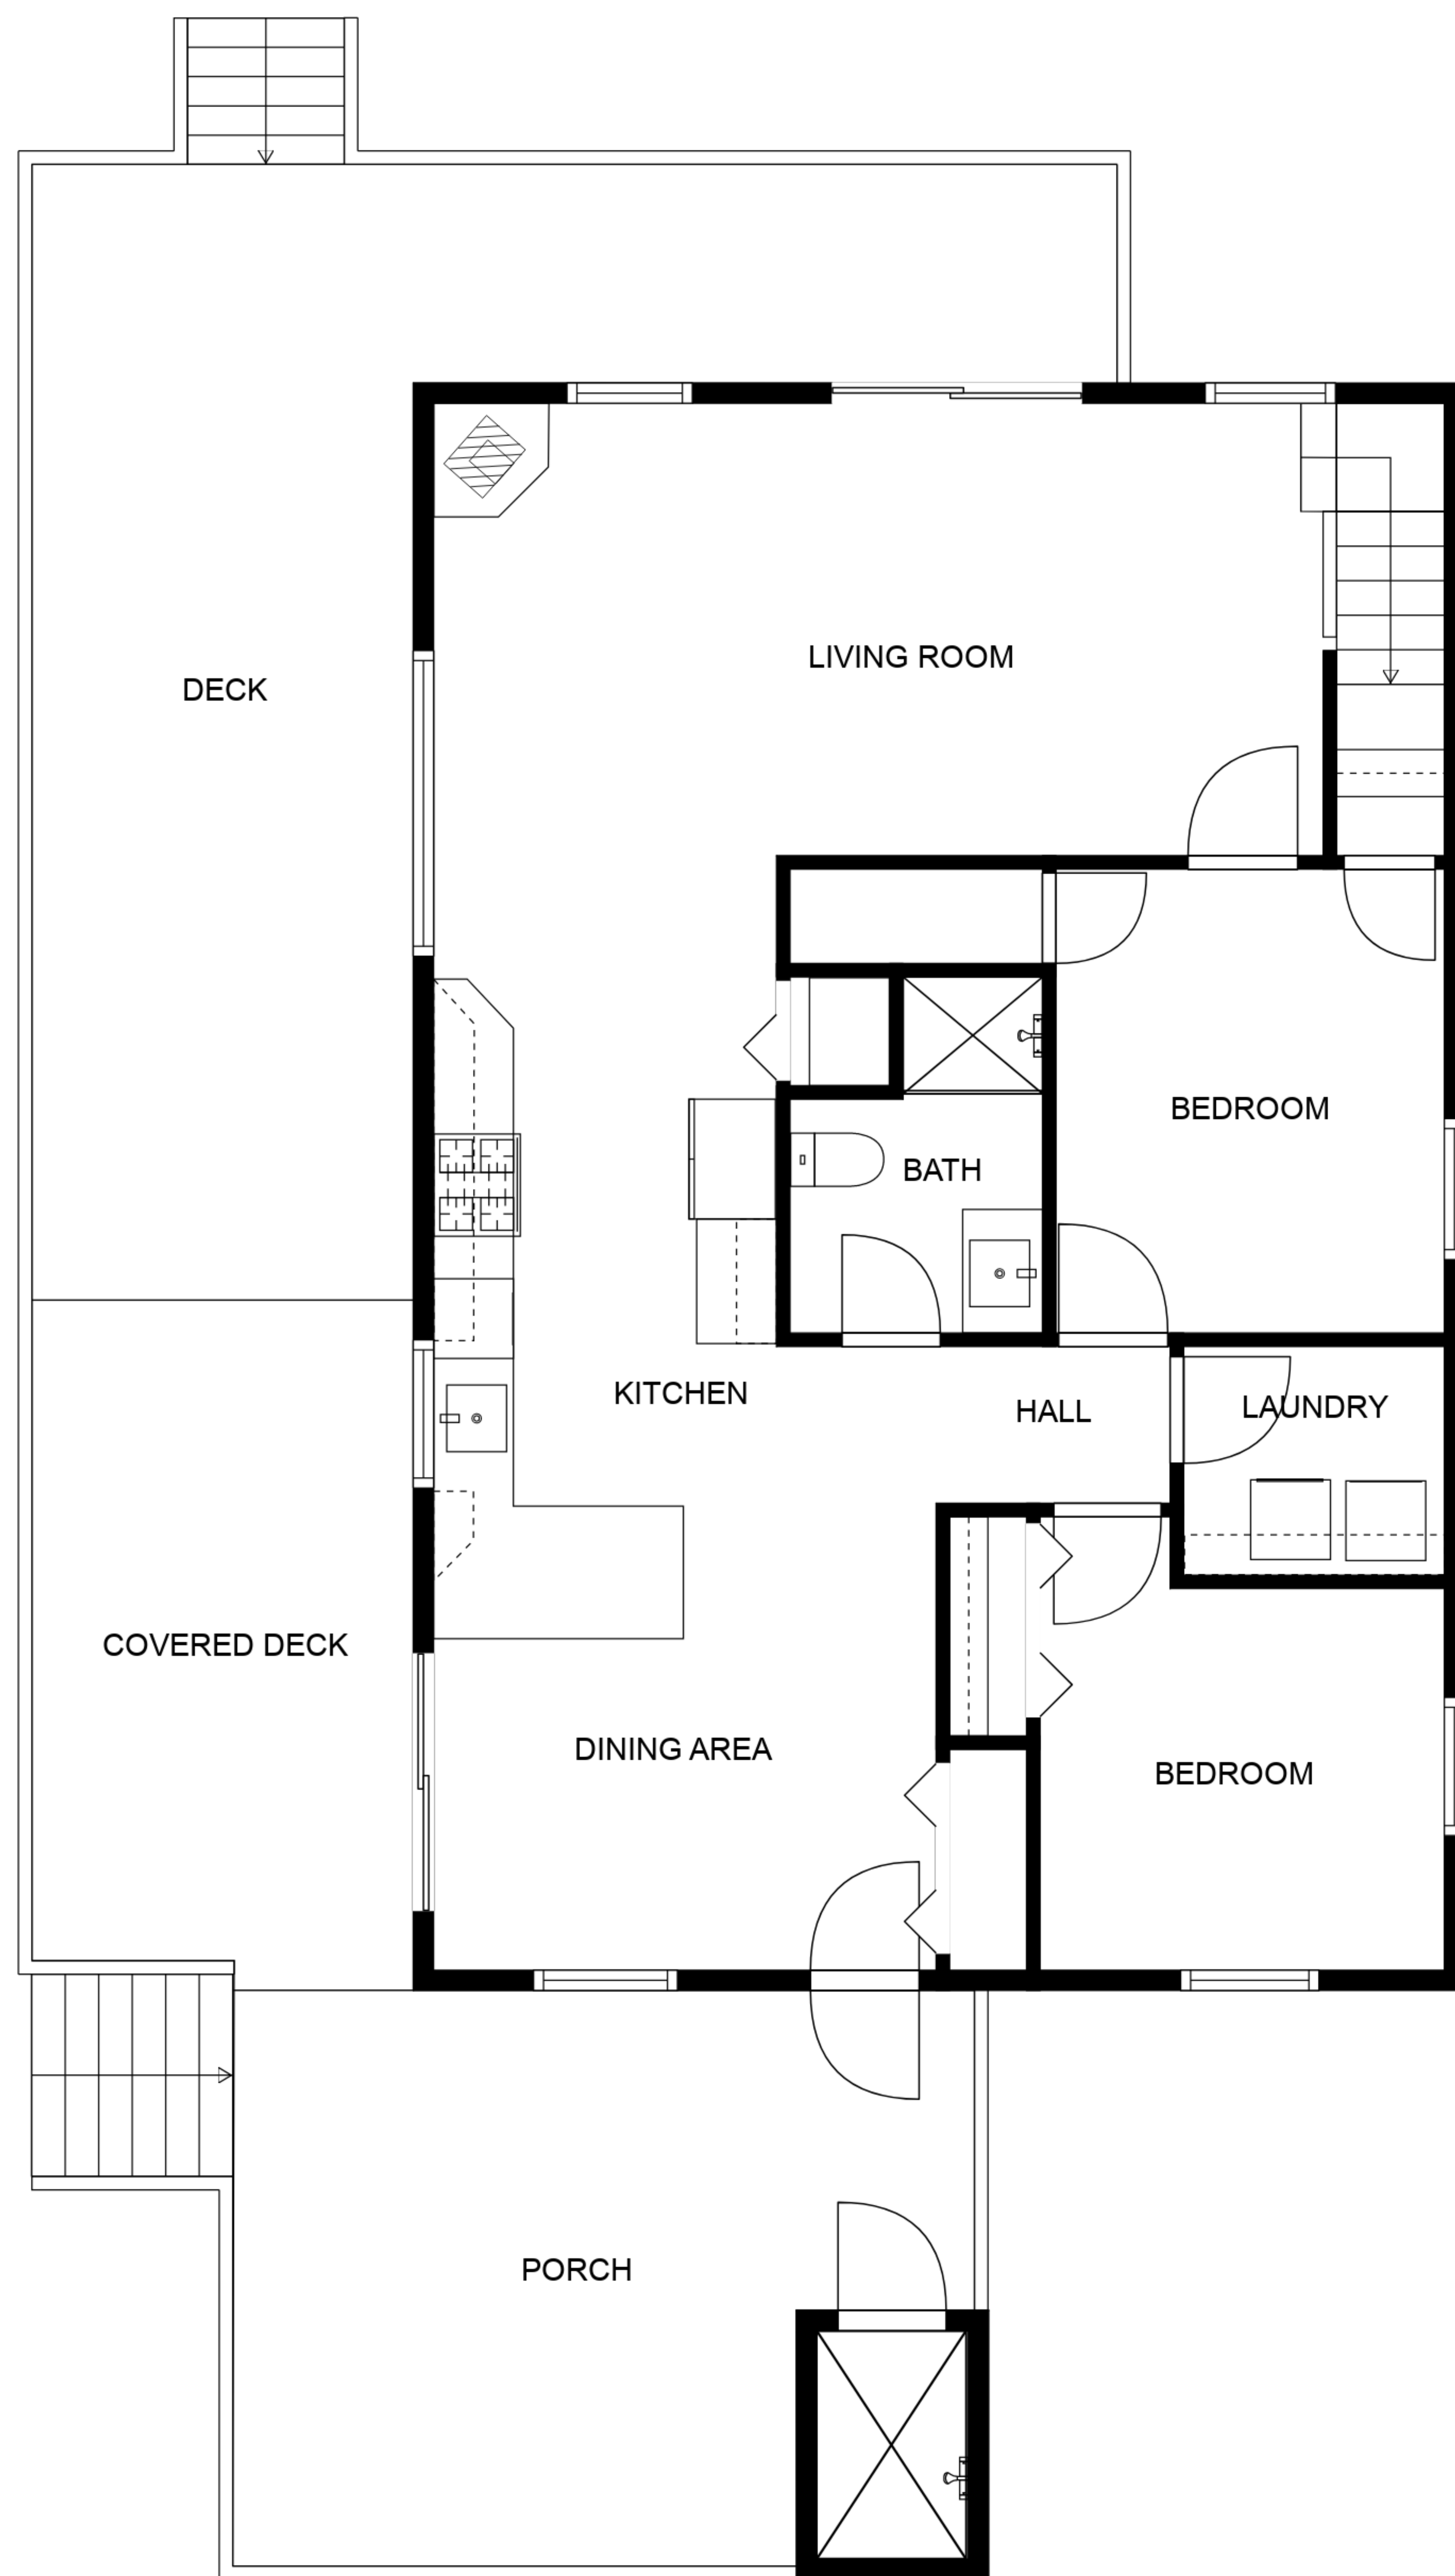 LIVING ROOM
DECK
BEDROOM
BATH
KITCHEN
HALL
LAUNDRY
COVERED DECK
DINING AREA
BEDROOM
PORCH